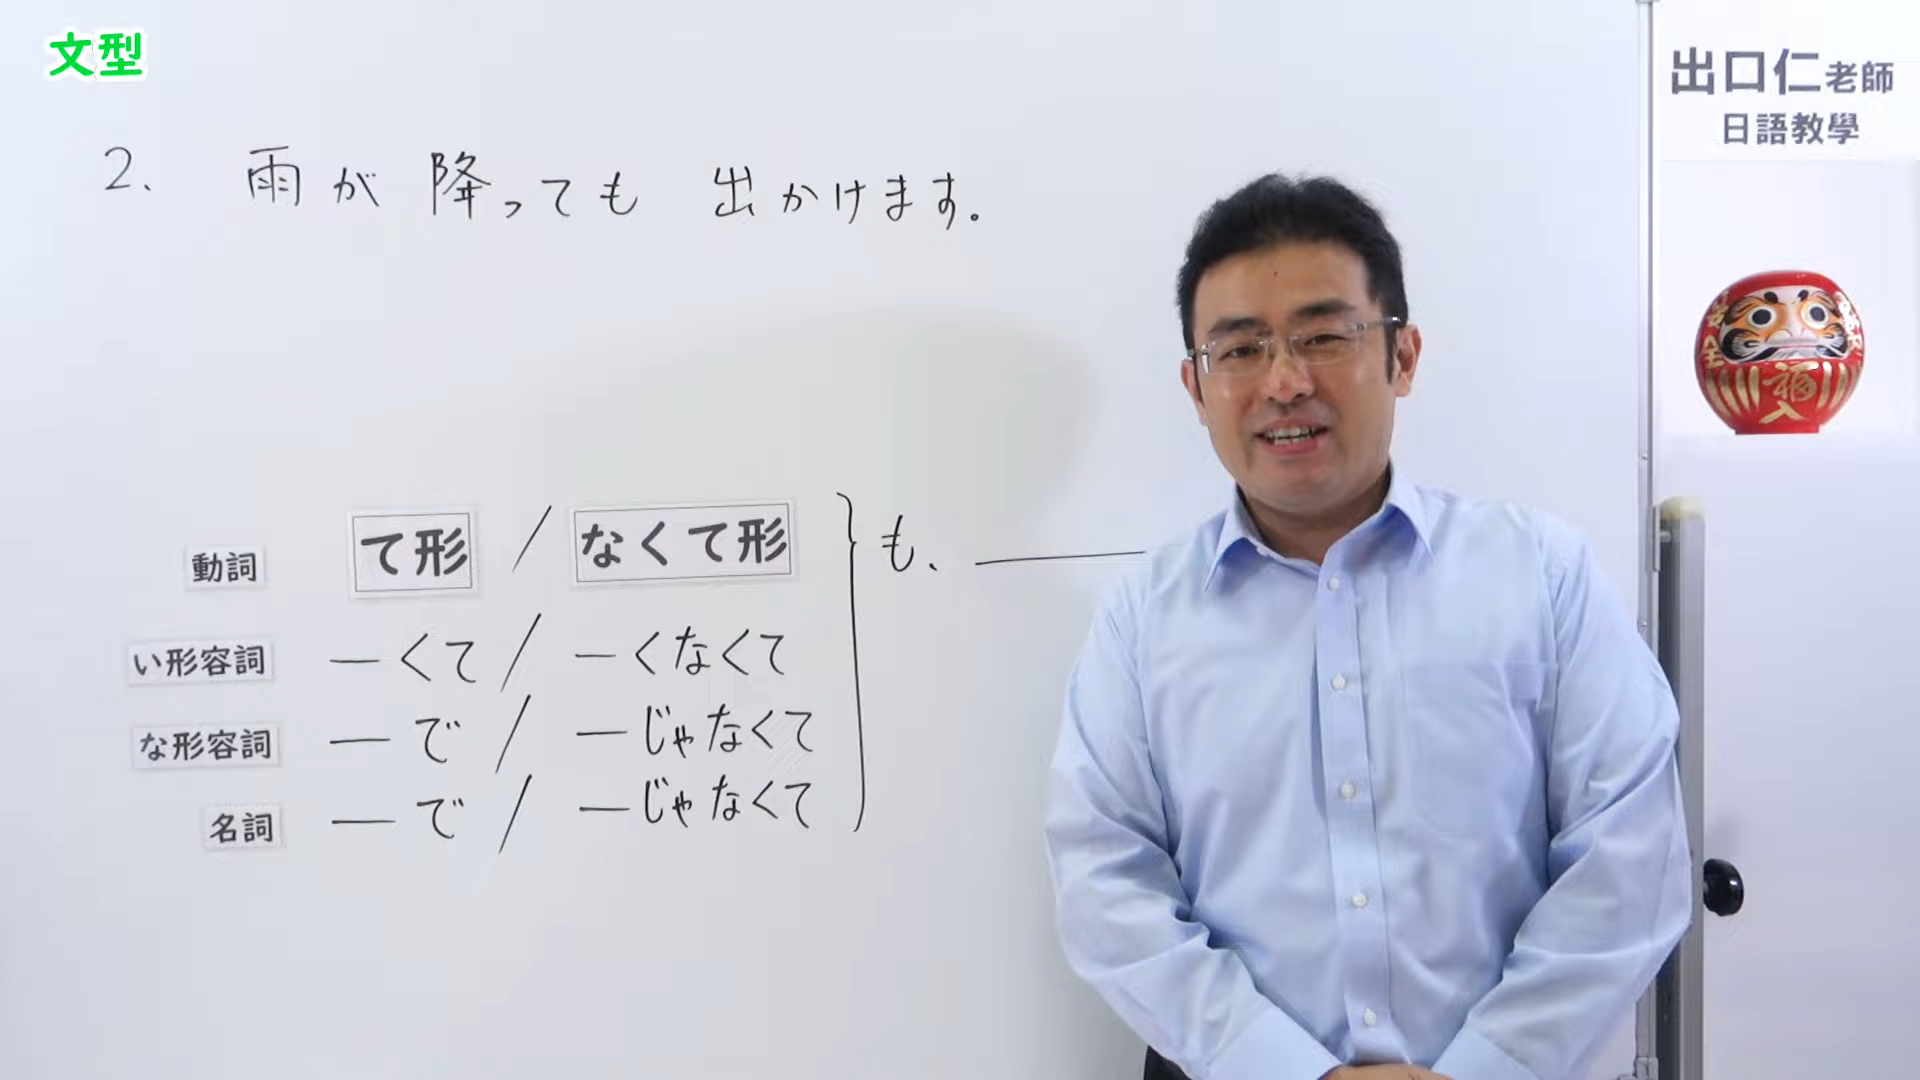 文型
出口仁老師
日語教學
2、 雨が 降っても 出かけます。
動詞 て形 / なくて形 } も、
い形容詞 ーくて / ーくなくて
な形容詞 ーで / ーじゃなくて
名詞 ーで / ーじゃなくて
福入